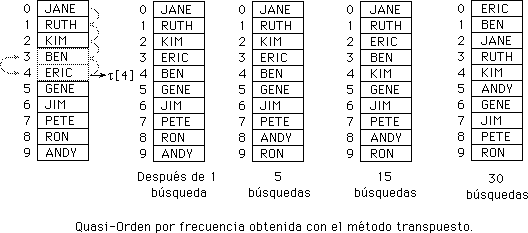 0 JANE 0 JANE 0 JANE 0 JANE 0 ERIC
1 RUTH 1 RUTH 1 RUTH 1 RUTH 1 BEN
2 KIM 2 KIM 2 KIM 2 ERIC 2 JANE
3 BEN 3 ERIC 3 ERIC 3 BEN 3 RUTH
4 ERIC τ[4] 4 BEN 4 BEN 4 KIM 4 KIM
5 GENE 5 GENE 5 GENE 5 GENE 5 ANDY
6 JIM 6 JIM 6 JIM 6 JIM 6 GENE
7 PETE 7 PETE 7 PETE 7 PETE 7 JIM
8 RON 8 RON 8 ANDY 8 ANDY 8 PETE
9 ANDY 9 ANDY 9 RON 9 RON 9 RON
Después de 1 5 15 30
búsqueda búsquedas búsquedas búsquedas
Quasi-Orden por frecuencia obtenida con el método transpuesto.